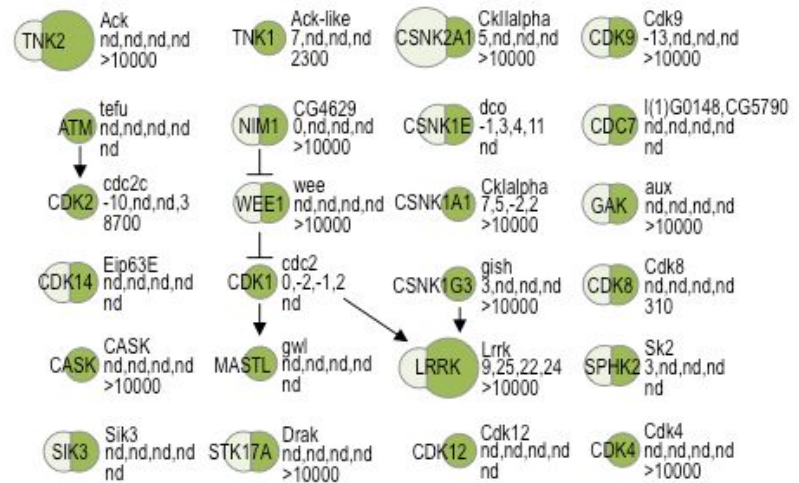 TNK2
Ack
nd,nd,nd,nd
>10000
TNK1
Ack-like
7,nd,nd,nd
2300
CSNK2A1
CkIIalpha
5,nd,nd,nd
>10000
CDK9
Cdk9
-13,nd,nd,nd
>10000
ATM
tefu
nd,nd,nd,nd
nd
NIM1
CG4629
0,nd,nd,nd
>10000
CSNK1E
dco
-1,3,4,11
nd
CDC7
l(1)G0148,CG5790
nd,nd,nd,nd
nd
CDK2
cdc2c
-10,nd,nd,3
8700
WEE1
wee
nd,nd,nd,nd
>10000
CSNK1A1
CkIalpha
7,5,-2,2
>10000
GAK
aux
nd,nd,nd,nd
>10000
CDK14
Eip63E
nd,nd,nd,nd
nd
CDK1
cdc2
0,-2,-1,2
nd
CSNK1G3
gish
3,nd,nd,nd
>10000
CDK8
Cdk8
nd,nd,nd,nd
310
CASK
CASK
nd,nd,nd,nd
>10000
MASTL
gwl
nd,nd,nd,nd
nd
LRRK
Lrrk
9,25,22,24
>10000
SPHK2
Sk2
3,nd,nd,nd
nd
SIK3
Sik3
nd,nd,nd,nd
nd
STK17A
Drak
nd,nd,nd,nd
>10000
CDK12
Cdk12
nd,nd,nd,nd
nd
CDK4
Cdk4
nd,nd,nd,nd
>10000